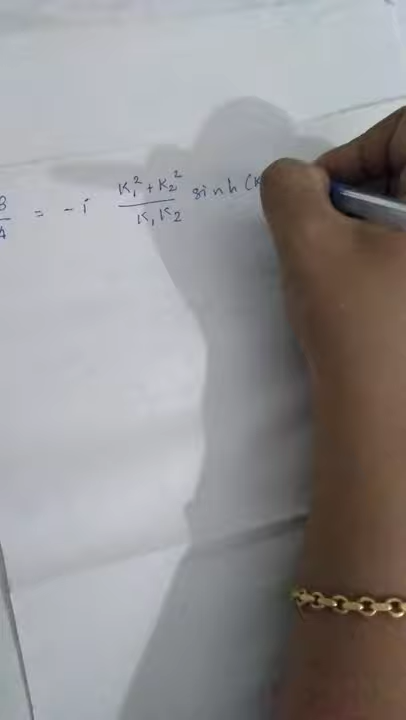 B/A = -i (K₁² + K₂²)/(K₁K₂) sinh(K